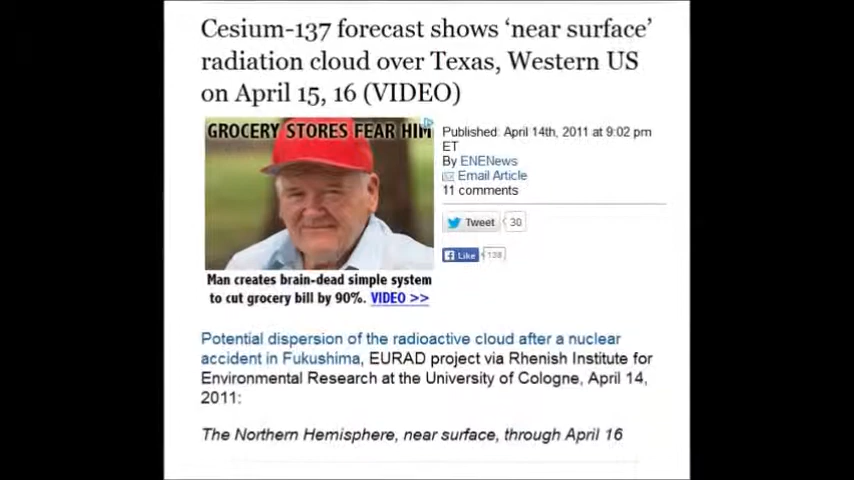 Cesium-137 forecast shows ‘near surface’
radiation cloud over Texas, Western US
on April 15, 16 (VIDEO)
GROCERY STORES FEAR HIM
Man creates brain-dead simple system
to cut grocery bill by 90%. VIDEO >>
Published: April 14th, 2011 at 9:02 pm
ET
By ENENews
Email Article
11 comments
Tweet 30
Like 138
Potential dispersion of the radioactive cloud after a nuclear
accident in Fukushima, EURAD project via Rhenish Institute for
Environmental Research at the University of Cologne, April 14,
2011:
The Northern Hemisphere, near surface, through April 16